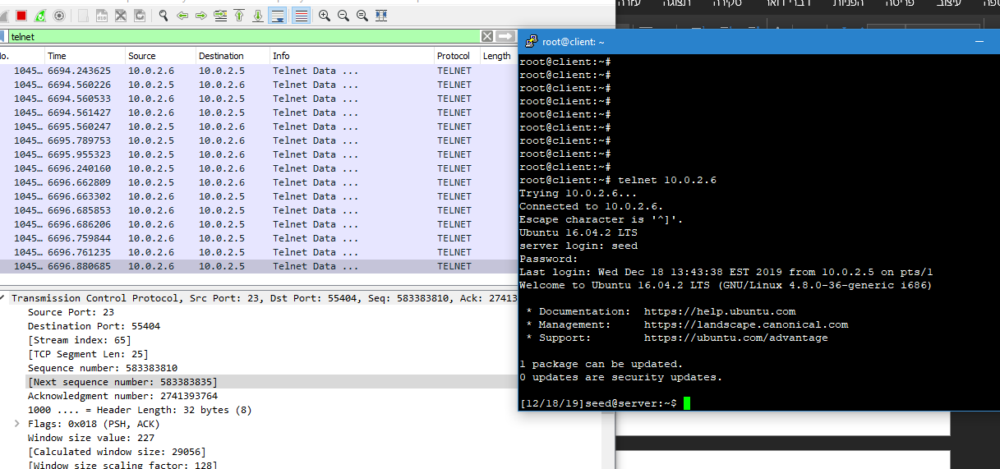 עזרה תצוגה סקירה דברי דואר הפניות פריסה עיצוב
telnet
No. Time Source Destination Info Protocol Length
1045… 6694.243625 10.0.2.6 10.0.2.5 Telnet Data ... TELNET
1045… 6694.560226 10.0.2.5 10.0.2.6 Telnet Data ... TELNET
1045… 6694.560533 10.0.2.6 10.0.2.5 Telnet Data ... TELNET
1045… 6694.561427 10.0.2.6 10.0.2.5 Telnet Data ... TELNET
1045… 6695.560247 10.0.2.5 10.0.2.6 Telnet Data ... TELNET
1045… 6695.789753 10.0.2.5 10.0.2.6 Telnet Data ... TELNET
1045… 6695.955323 10.0.2.5 10.0.2.6 Telnet Data ... TELNET
1045… 6696.240160 10.0.2.5 10.0.2.6 Telnet Data ... TELNET
1045… 6696.662809 10.0.2.5 10.0.2.6 Telnet Data ... TELNET
1045… 6696.663302 10.0.2.6 10.0.2.5 Telnet Data ... TELNET
1045… 6696.685853 10.0.2.6 10.0.2.5 Telnet Data ... TELNET
1045… 6696.686206 10.0.2.6 10.0.2.5 Telnet Data ... TELNET
1045… 6696.759844 10.0.2.6 10.0.2.5 Telnet Data ... TELNET
1045… 6696.761235 10.0.2.6 10.0.2.5 Telnet Data ... TELNET
1045… 6696.880685 10.0.2.6 10.0.2.5 Telnet Data ... TELNET
Transmission Control Protocol, Src Port: 23, Dst Port: 55404, Seq: 583383810, Ack: 27413
Source Port: 23
Destination Port: 55404
[Stream index: 65]
[TCP Segment Len: 25]
Sequence number: 583383810
[Next sequence number: 583383835]
Acknowledgment number: 2741393764
1000 .... = Header Length: 32 bytes (8)
Flags: 0x018 (PSH, ACK)
Window size value: 227
[Calculated window size: 29056]
[Window size scaling factor: 128]
root@client: ~
root@client:~#
root@client:~#
root@client:~#
root@client:~#
root@client:~#
root@client:~#
root@client:~#
root@client:~#
root@client:~#
root@client:~# telnet 10.0.2.6
Trying 10.0.2.6...
Connected to 10.0.2.6.
Escape character is '^]'.
Ubuntu 16.04.2 LTS
server login: seed
Password:
Last login: Wed Dec 18 13:43:38 EST 2019 from 10.0.2.5 on pts/1
Welcome to Ubuntu 16.04.2 LTS (GNU/Linux 4.8.0-36-generic i686)
* Documentation: https://help.ubuntu.com
* Management: https://landscape.canonical.com
* Support: https://ubuntu.com/advantage
1 package can be updated.
0 updates are security updates.
[12/18/19]seed@server:~$